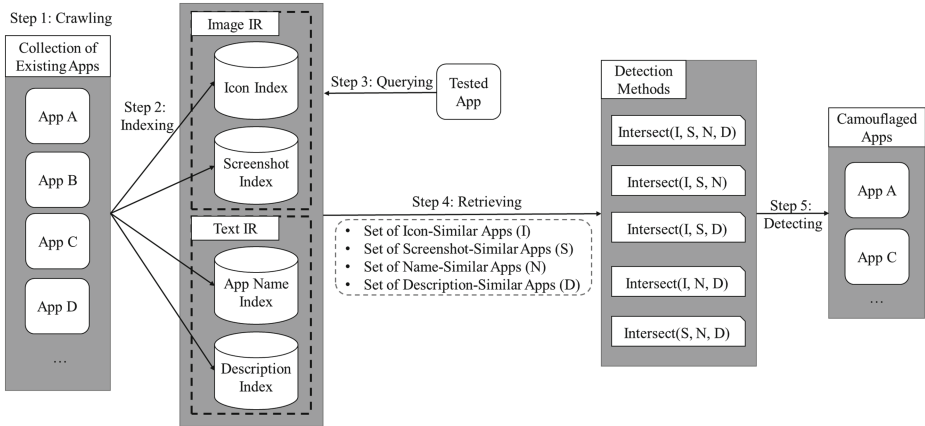 Step 1: Crawling
Collection of
Existing Apps
App A
App B
App C
App D
...
Step 2:
Indexing
Image IR
Icon Index
Screenshot
Index
Text IR
App Name
Index
Description
Index
Step 3: Querying
Tested
App
Step 4: Retrieving
• Set of Icon-Similar Apps (I)
• Set of Screenshot-Similar Apps (S)
• Set of Name-Similar Apps (N)
• Set of Description-Similar Apps (D)
Detection
Methods
Intersect(I, S, N, D)
Intersect(I, S, N)
Intersect(I, S, D)
Intersect(I, N, D)
Intersect(S, N, D)
Step 5:
Detecting
Camouflaged
Apps
App A
App C
...